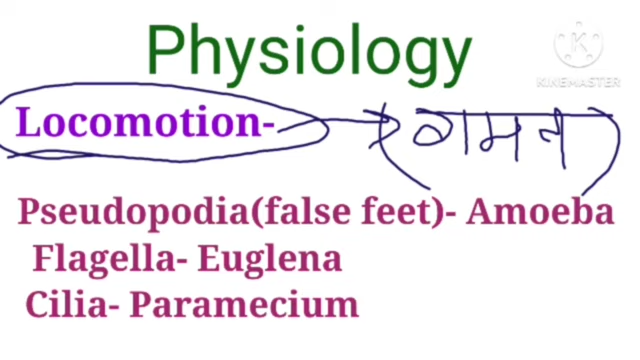 Physiology
KINEMASTER
Locomotion- (गमन)
Pseudopodia(false feet)- Amoeba
Flagella- Euglena
Cilia- Paramecium